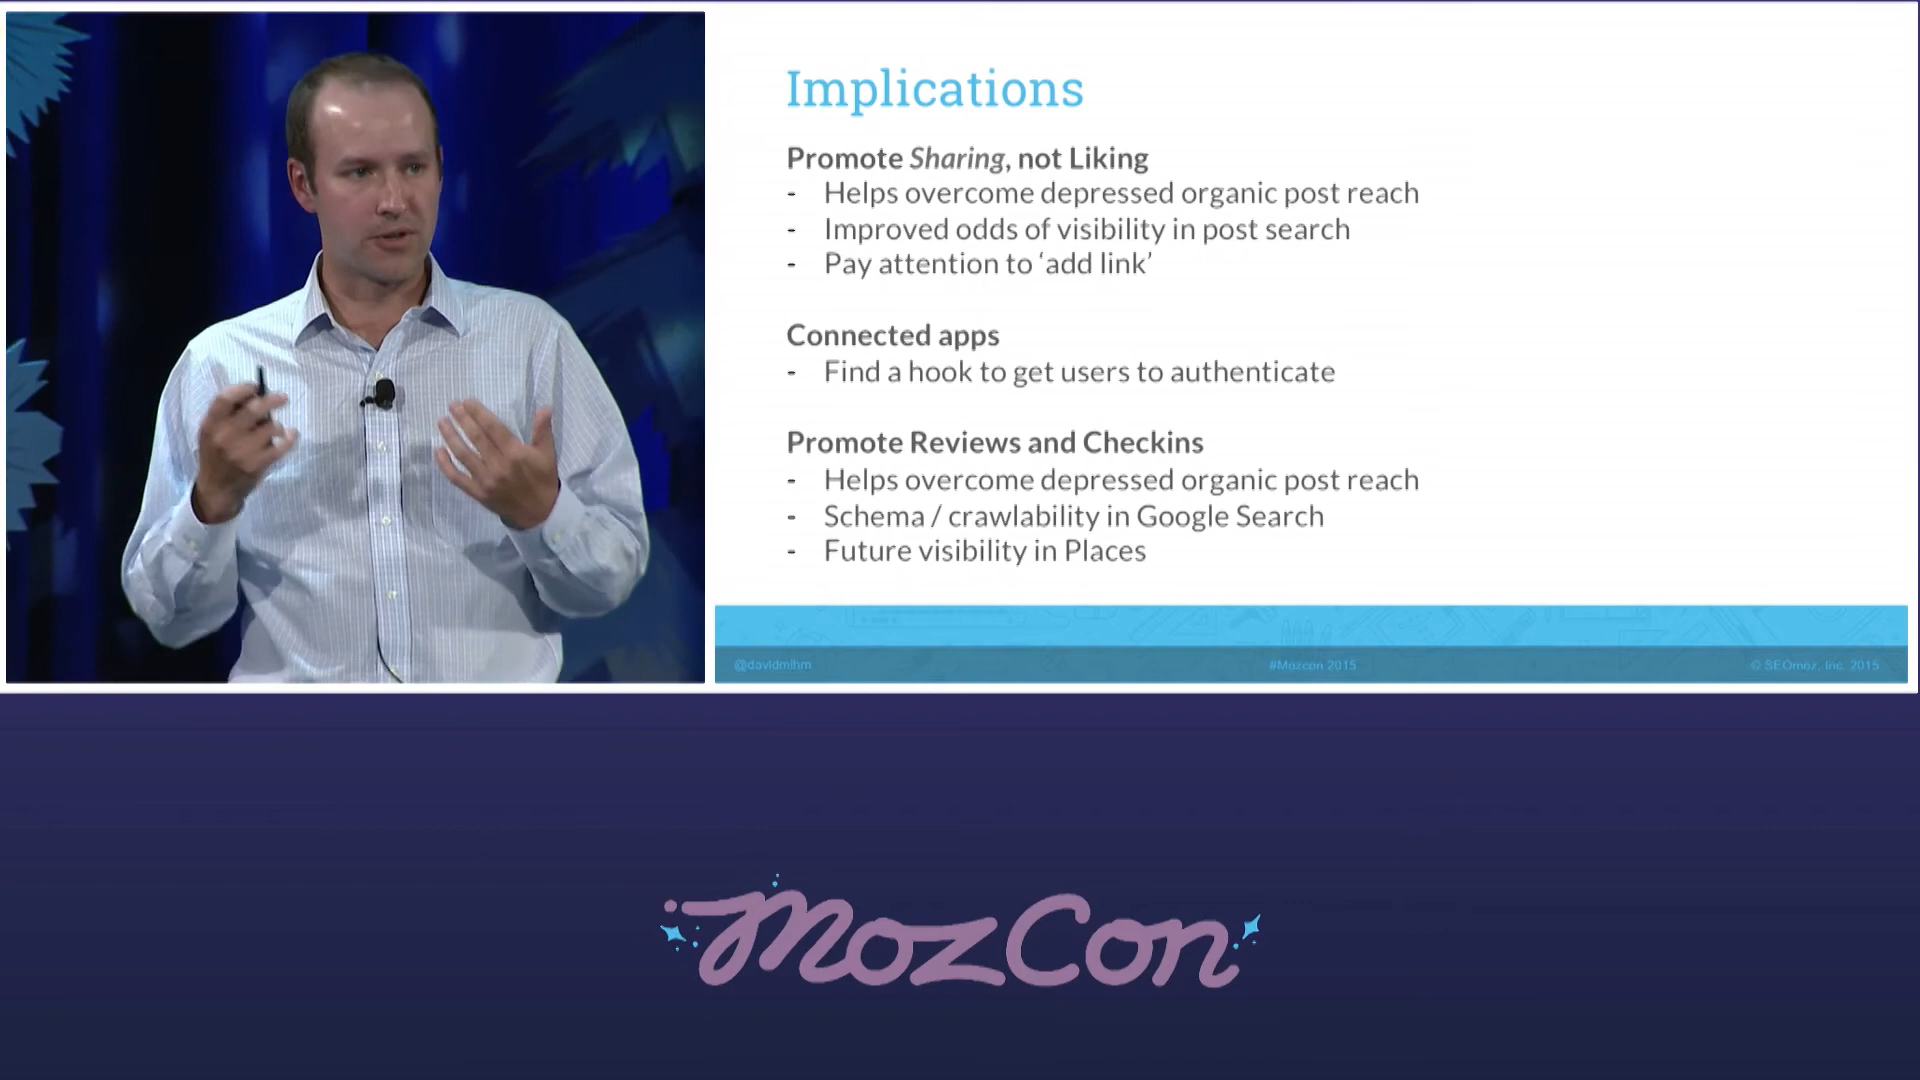 Implications
Promote Sharing, not Liking
- Helps overcome depressed organic post reach
- Improved odds of visibility in post search
- Pay attention to ‘add link’
Connected apps
- Find a hook to get users to authenticate
Promote Reviews and Checkins
- Helps overcome depressed organic post reach
- Schema / crawlability in Google Search
- Future visibility in Places
@davidmihm #Mozcon 2015 © SEOmoz, Inc. 2015
MozCon